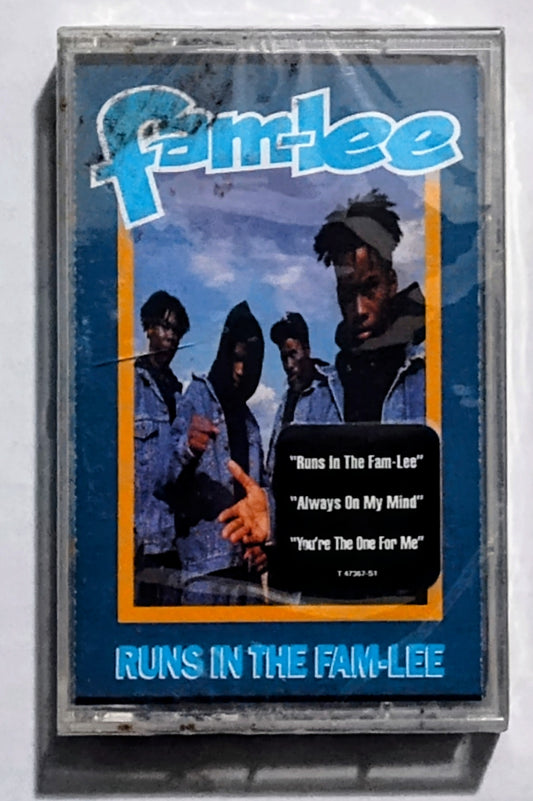 fam-lee
"Runs In The Fam-Lee"
"Always On My Mind"
"You're The One For Me"
T 47367-S1
RUNS IN THE FAM-LEE